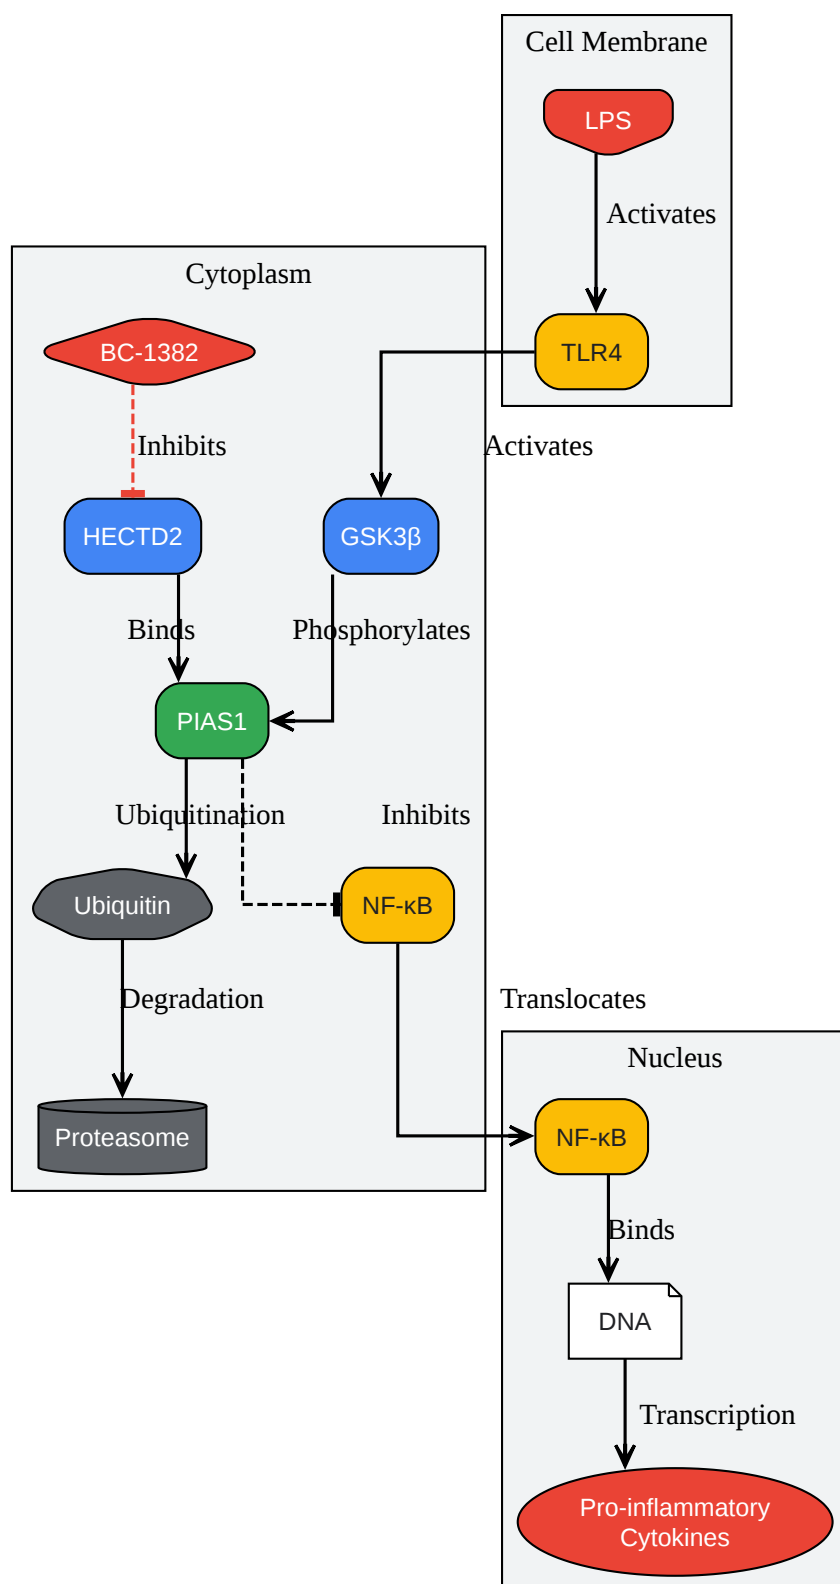 Cell Membrane
LPS
Activates
TLR4
Cytoplasm
BC-1382
Inhibits
Activates
HECTD2
GSK3β
Binds
Phosphorylates
PIAS1
Ubiquitination
Inhibits
Ubiquitin
NF-κB
Degradation
Translocates
Proteasome
Nucleus
NF-κB
Binds
DNA
Transcription
Pro-inflammatory
Cytokines